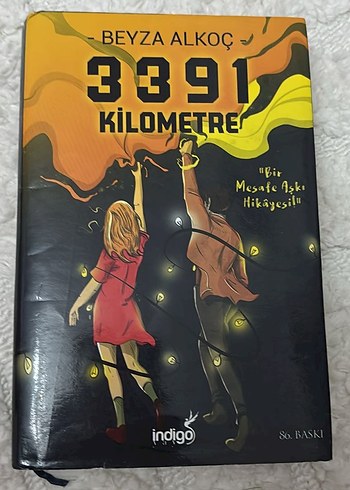 - BEYZA ALKOÇ -
3391
KİLOMETRE
"Bir
Mesafe Aşkı
Hikâyesi!"
indigo
86. BASKI